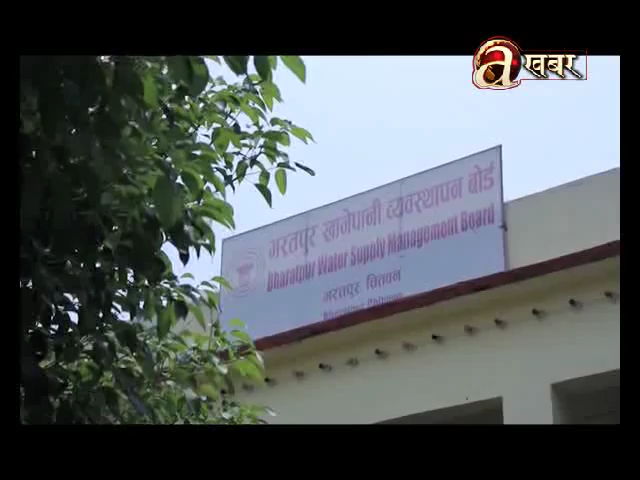 a खबर
भरतपुर खानेपानी व्यवस्थापन बोर्ड
Bharatpur Water Supply Management Board
भरतपुर चितवन